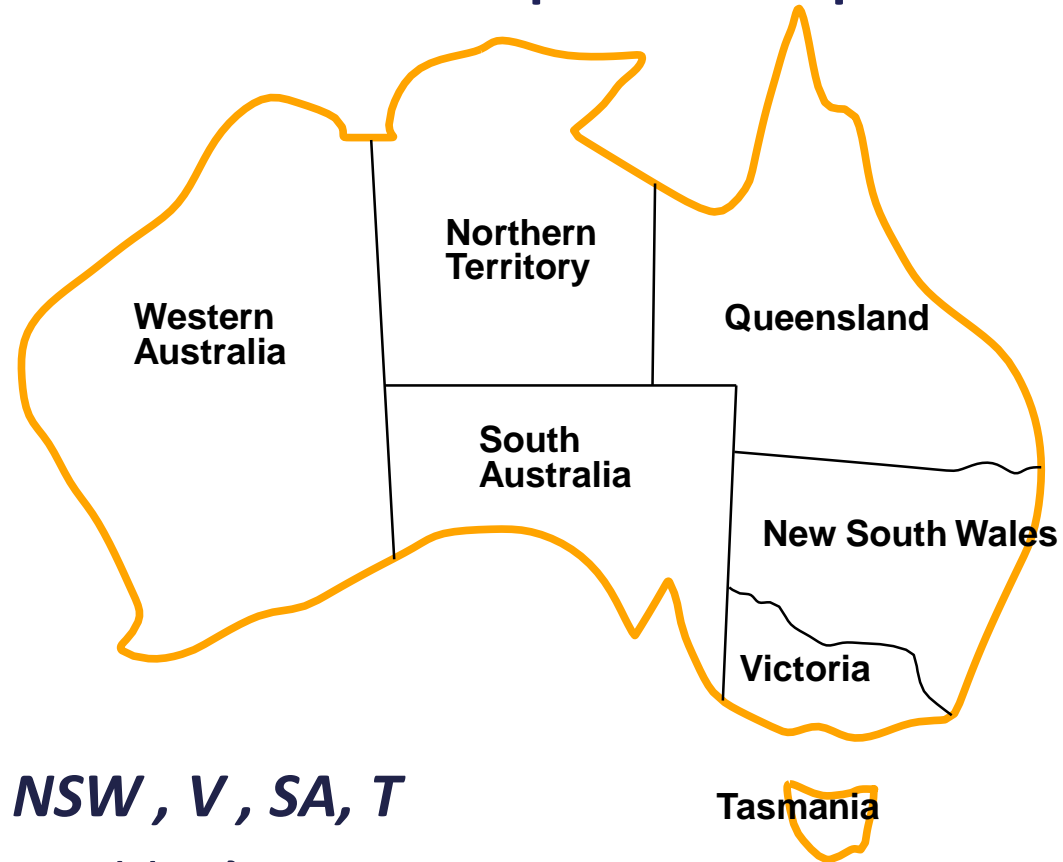 Northern
Territory
Western
Australia
Queensland
South
Australia
New South Wales
Victoria
NSW , V , SA, T
Tasmania